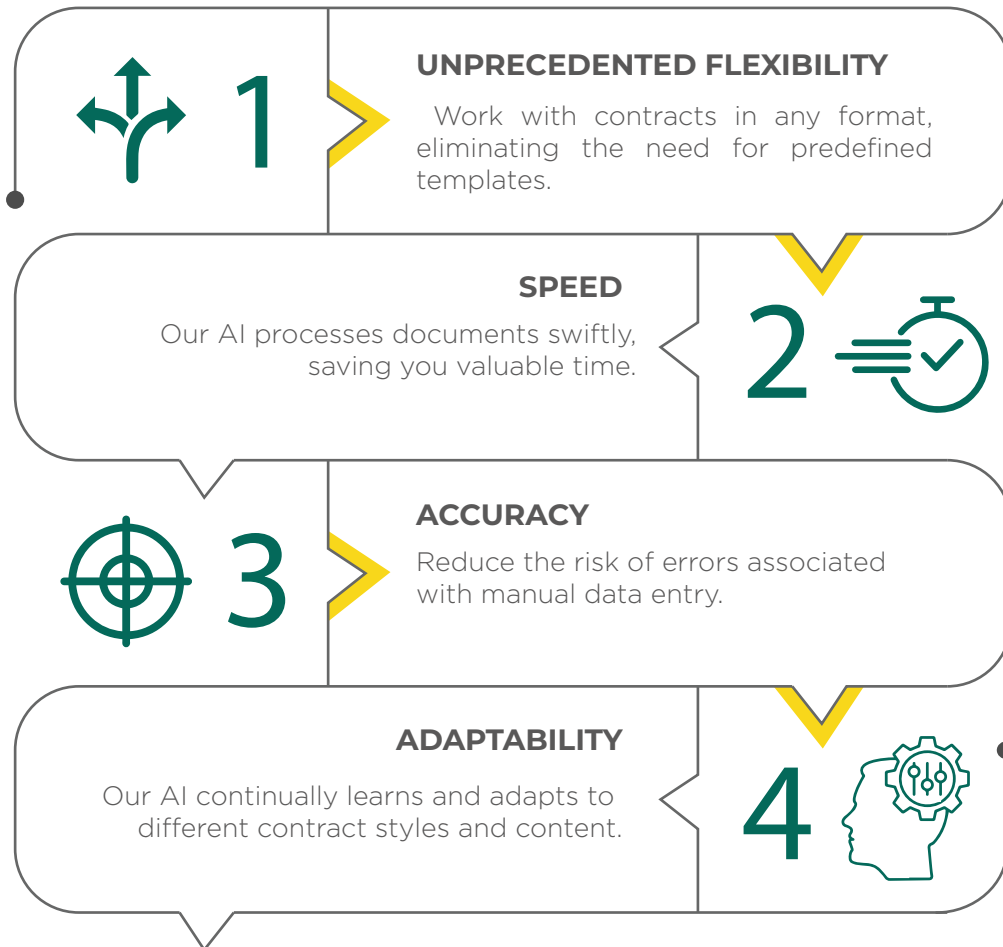 1
UNPRECEDENTED FLEXIBILITY
Work with contracts in any format,
eliminating the need for predefined
templates.
SPEED
Our AI processes documents swiftly,
saving you valuable time.
2
3
ACCURACY
Reduce the risk of errors associated
with manual data entry.
ADAPTABILITY
Our AI continually learns and adapts to
different contract styles and content.
4